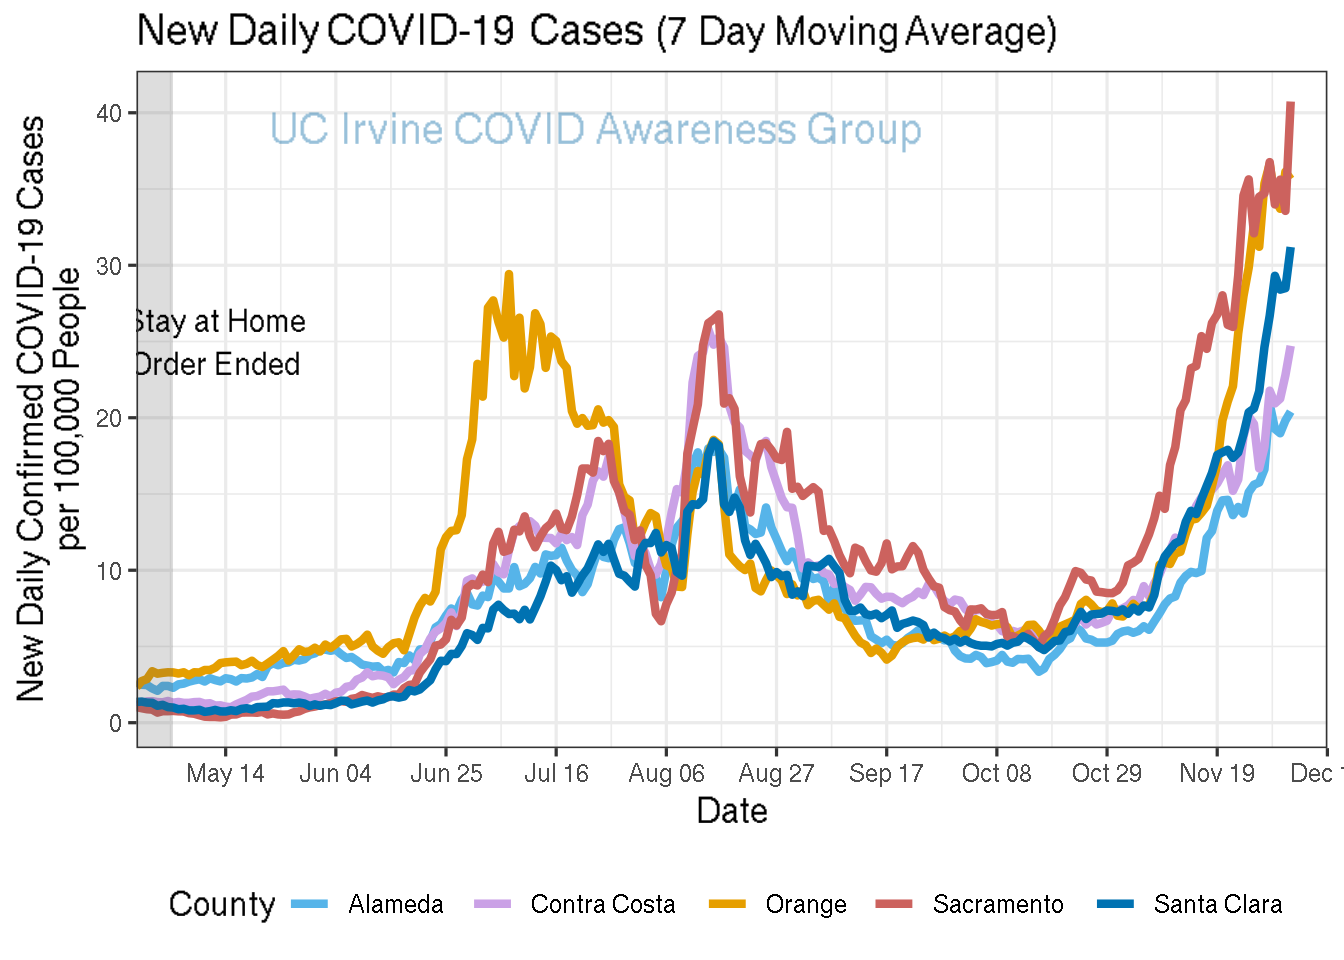 New Daily COVID-19 Cases (7 Day Moving Average)
UC Irvine COVID Awareness Group
New Daily Confirmed COVID-19 Cases
per 100,000 People
40
30
20
10
0
Stay at Home
Order Ended
May 14
Jun 04
Jun 25
Jul 16
Aug 06
Aug 27
Sep 17
Oct 08
Oct 29
Nov 19
Dec
Date
County
Alameda
Contra Costa
Orange
Sacramento
Santa Clara